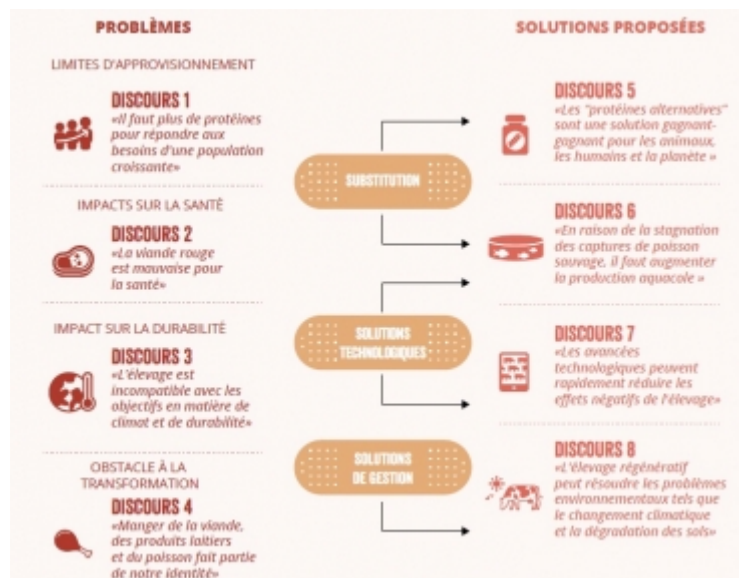 PROBLÈMES
LIMITES D'APPROVISIONNEMENT
DISCOURS 1
«Il faut plus de protéines
pour répondre aux
besoins d'une population
croissante»
IMPACTS SUR LA SANTÉ
DISCOURS 2
«La viande rouge
est mauvaise pour
la santé»
IMPACT SUR LA DURABILITÉ
DISCOURS 3
«L'élevage est
incompatible avec les
objectifs en matière de
climat et de durabilité»
OBSTACLE À LA
TRANSFORMATION
DISCOURS 4
«Manger de la viande,
des produits laitiers
et du poisson fait partie
de notre identité»
SUBSTITUTION
SOLUTIONS
TECHNOLOGIQUES
SOLUTIONS
DE GESTION
SOLUTIONS PROPOSÉES
DISCOURS 5
«Les "protéines alternatives"
sont une solution gagnant-
gagnant pour les animaux,
les humains et la planète »
DISCOURS 6
«En raison de la stagnation
des captures de poisson
sauvage, il faut augmenter
la production aquacole »
DISCOURS 7
«Les avancées
technologiques peuvent
rapidement réduire les
effets négatifs de l'élevage»
DISCOURS 8
«L'élevage régénératif
peut résoudre les problèmes
environnementaux tels que
le changement climatique
et la dégradation des sols»